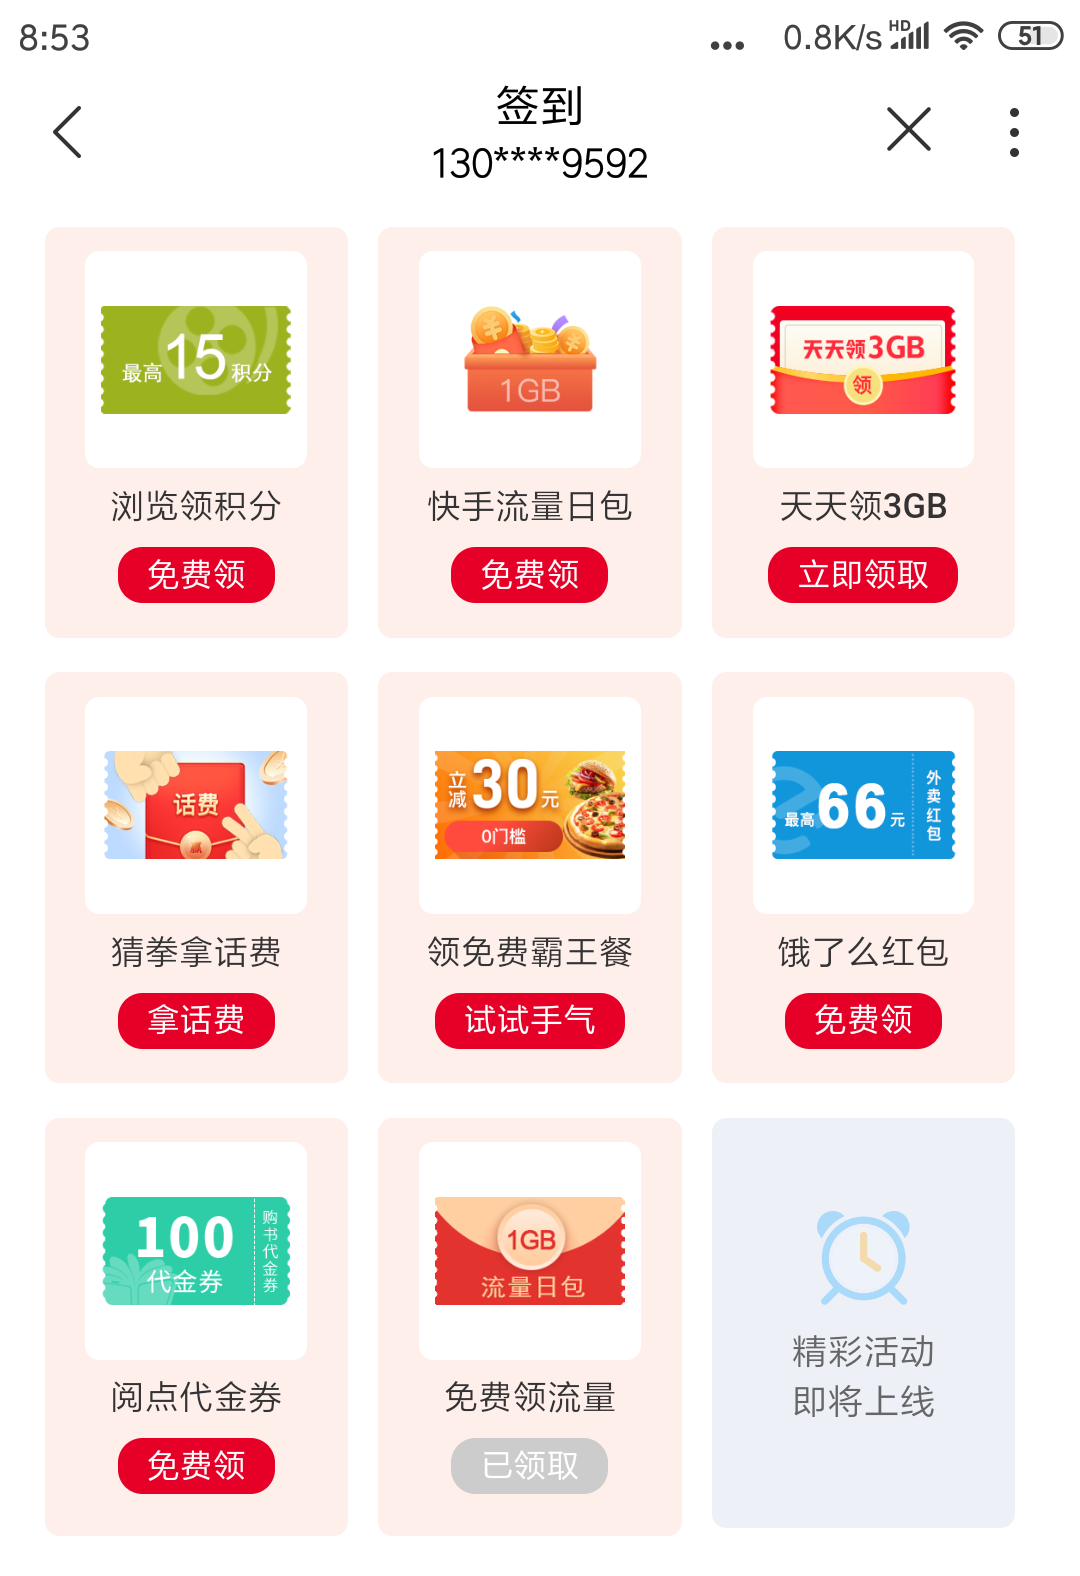 8:53
0.8K/s
HD
51
签到
130****9592
最高15积分
浏览领积分
免费领
1GB
快手流量日包
免费领
天天领3GB
领
天天领3GB
立即领取
话费
赢
猜拳拿话费
拿话费
立减30元
0门槛
领免费霸王餐
试试手气
最高66元
外卖红包
饿了么红包
免费领
100
代金券
购书代金券
阅点代金券
免费领
1GB
流量日包
免费领流量
已领取
精彩活动
即将上线